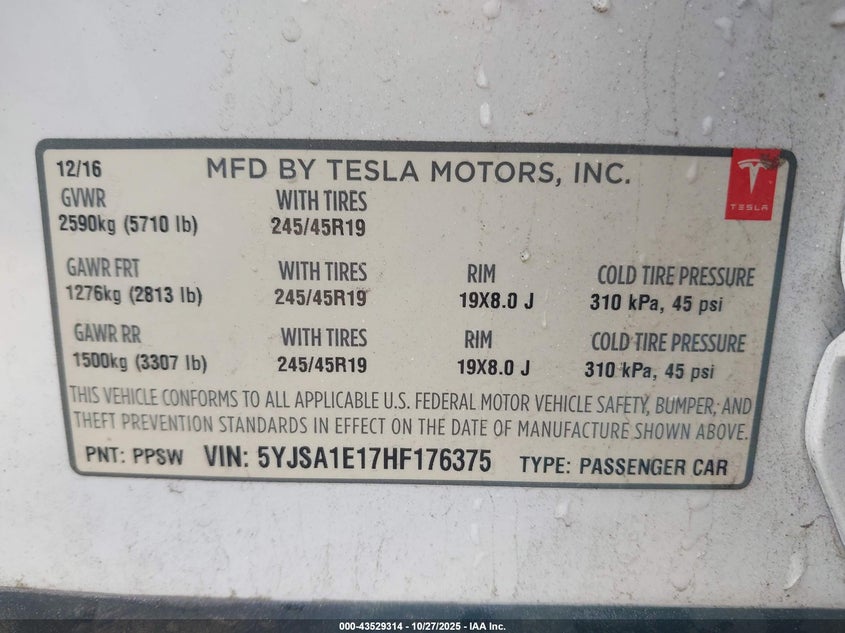 12/16 MFD BY TESLA MOTORS, INC.
TESLA
GVWR WITH TIRES
2590kg (5710 lb) 245/45R19
GAWR FRT WITH TIRES RIM COLD TIRE PRESSURE
1276kg (2813 lb) 245/45R19 19X8.0 J 310 kPa, 45 psi
GAWR RR WITH TIRES RIM COLD TIRE PRESSURE
1500kg (3307 lb) 245/45R19 19X8.0 J 310 kPa, 45 psi
THIS VEHICLE CONFORMS TO ALL APPLICABLE U.S. FEDERAL MOTOR VEHICLE SAFETY, BUMPER, AND
THEFT PREVENTION STANDARDS IN EFFECT ON THE DATE OF MANUFACTURE SHOWN ABOVE.
PNT: PPSW VIN: 5YJSA1E17HF176375 TYPE: PASSENGER CAR
000-43529314 - 10/27/2025 - IAA Inc.